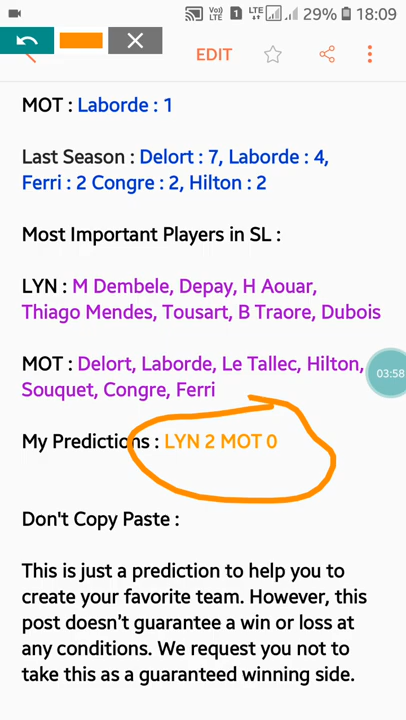 Vo)) LTE 1 LTE 29% 18:09
EDIT
MOT : Laborde : 1
Last Season : Delort : 7, Laborde : 4,
Ferri : 2 Congre : 2, Hilton : 2
Most Important Players in SL :
LYN : M Dembele, Depay, H Aouar,
Thiago Mendes, Tousart, B Traore, Dubois
MOT : Delort, Laborde, Le Tallec, Hilton,
Souquet, Congre, Ferri
03:58
My Predictions : LYN 2 MOT 0
Don't Copy Paste :
This is just a prediction to help you to
create your favorite team. However, this
post doesn't guarantee a win or loss at
any conditions. We request you not to
take this as a guaranteed winning side.